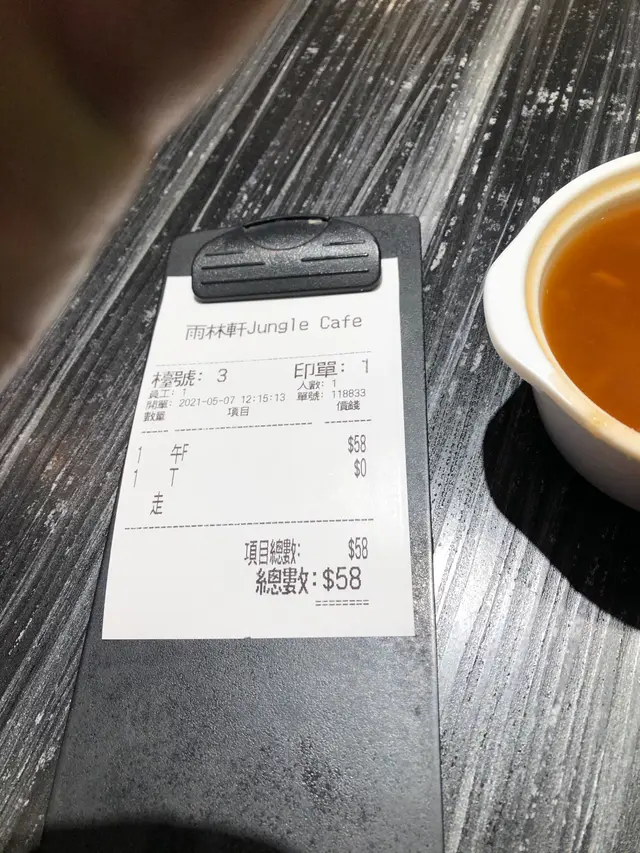 雨林軒Jungle Cafe
檯號: 3 印單: 1
員工: 1 人數: 1
開單: 2021-05-07 12:15:13 單號: 118833
數量 項目 價錢
1 午F $58
1 T $0
走
項目總數: $58
總數: $58